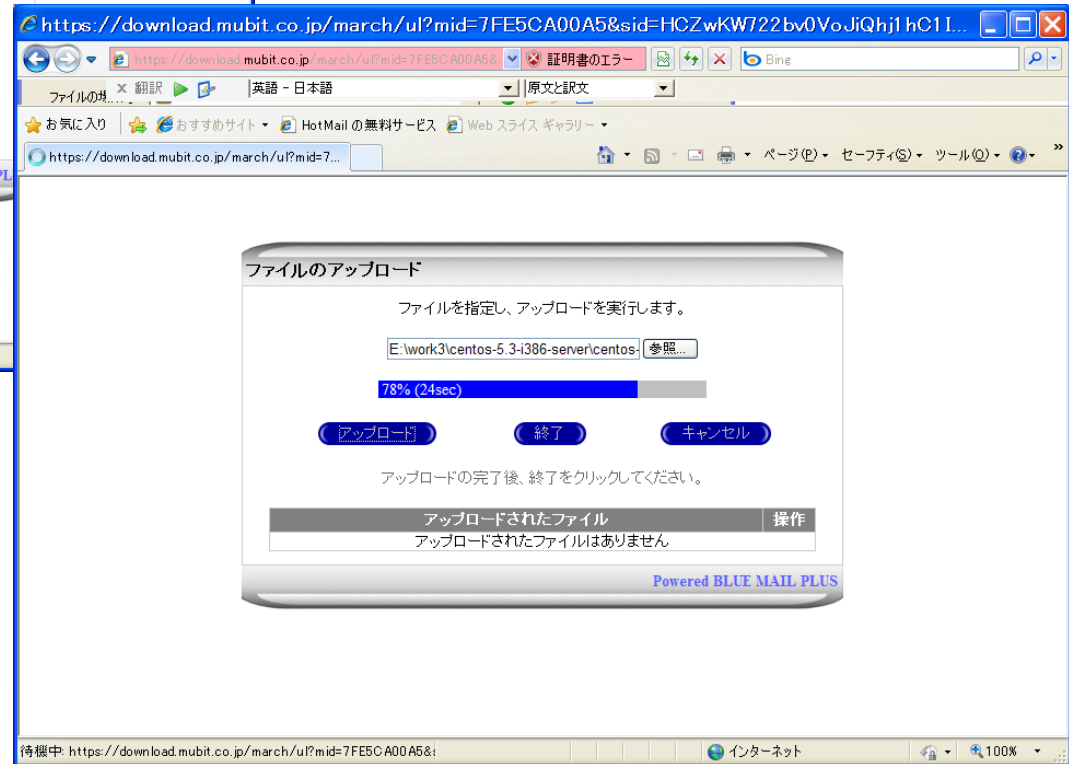 https://download.mubit.co.jp/march/ul?mid=7FE5CA00A5&sid=HCZwKW722bv0VoJiQhj1hC1I...
https://download.mubit.co.jp/march/ul?mid=7FE5CA00A5& 証明書のエラー Bing
ファイルの × 翻訳 英語 - 日本語 原文と訳文
お気に入り おすすめサイト HotMail の無料サービス Web スライス ギャラリー
https://download.mubit.co.jp/march/ul?mid=7... ページ(P) セーフティ(S) ツール(O) »
ファイルのアップロード
ファイルを指定し、アップロードを実行します。
E:\work3\centos-5.3-i386-server\centos- 参照...
78% (24sec)
アップロード 終了 キャンセル
アップロードの完了後、終了をクリックしてください。
アップロードされたファイル 操作
アップロードされたファイルはありません
Powered BLUE MAIL PLUS
待機中: https://download.mubit.co.jp/march/ul?mid=7FE5CA00A5& インターネット 100%